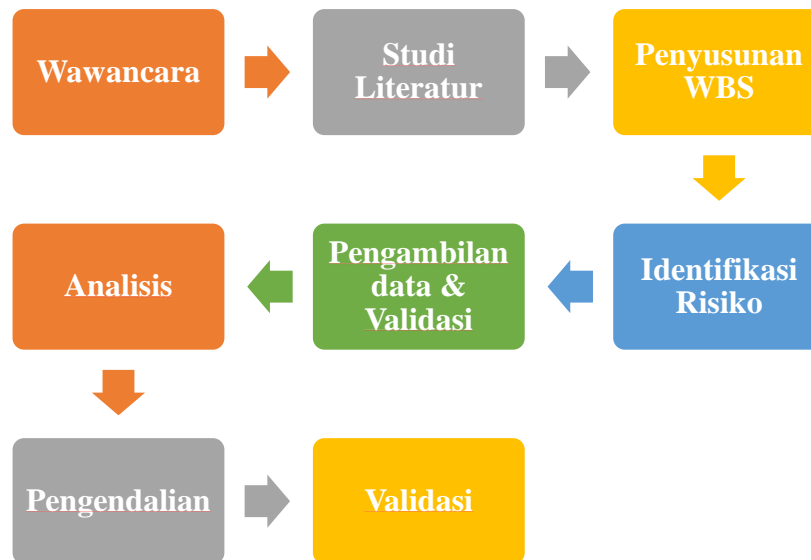 Wawancara
Studi
Literatur
Penyusunan
WBS
Identifikasi
Risiko
Pengambilan
data &
Validasi
Analisis
Pengendalian
Validasi